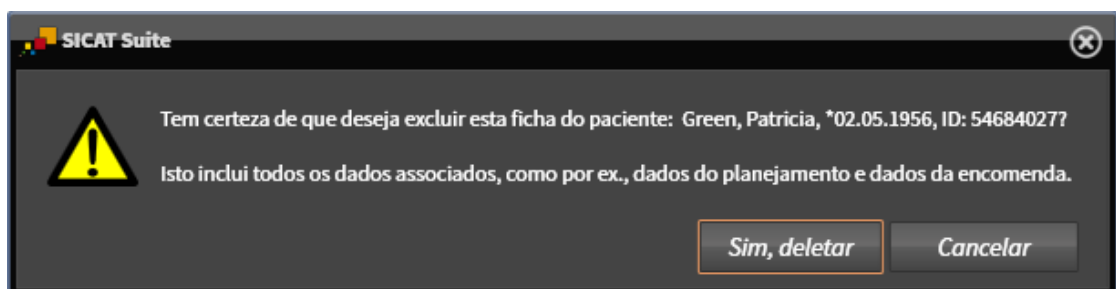 SICAT Suite
Tem certeza de que deseja excluir esta ficha do paciente: Green, Patricia, *02.05.1956, ID: 54684027?
Isto inclui todos os dados associados, como por ex., dados do planejamento e dados da encomenda.
Sim, deletar
Cancelar